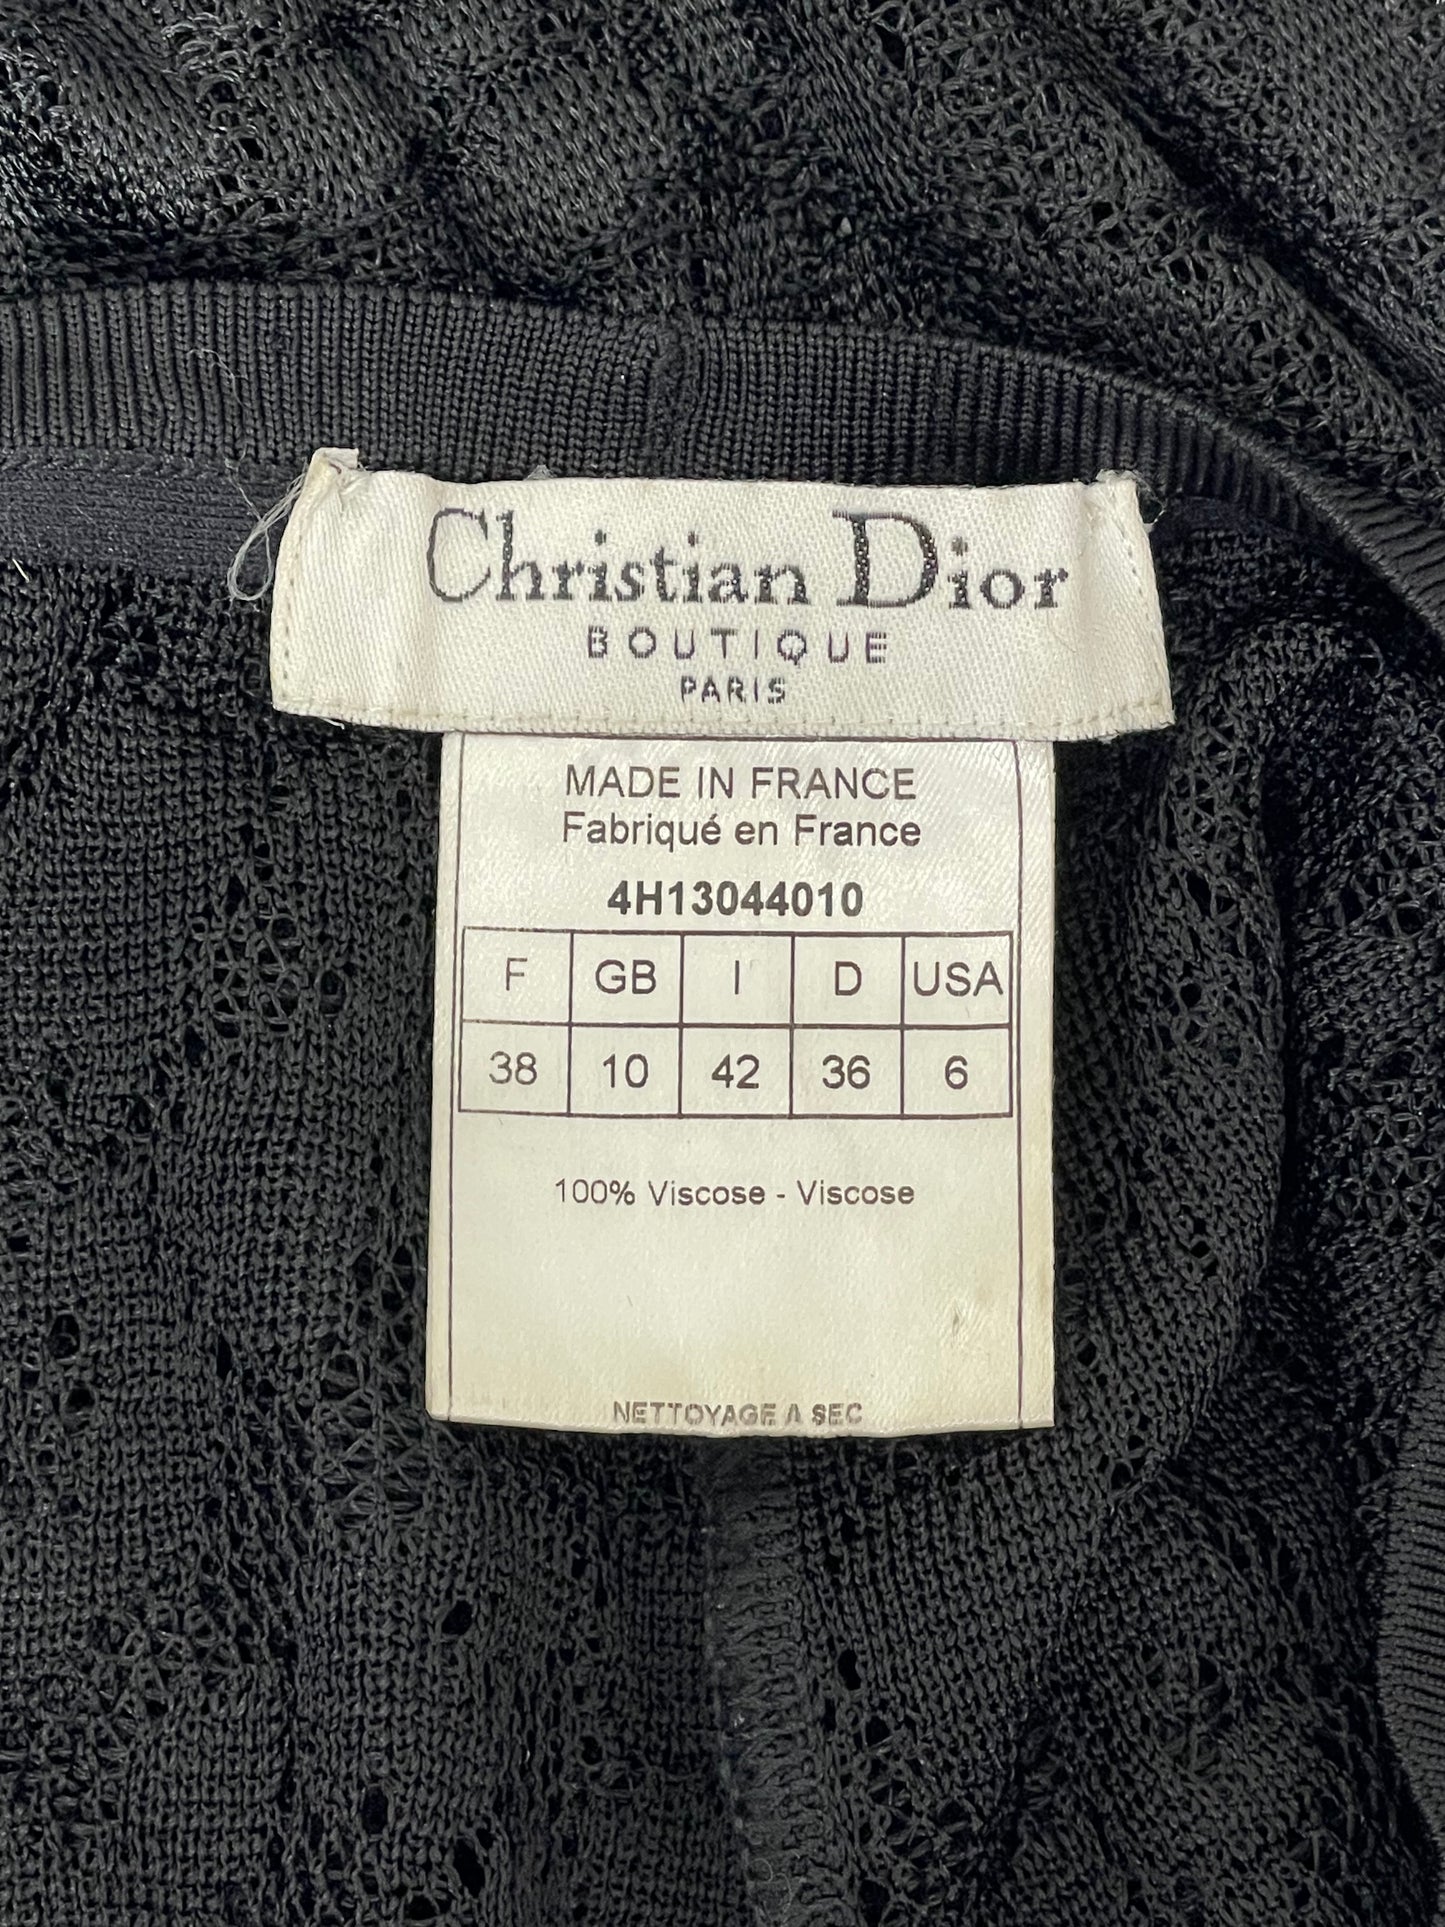 Christian Dior
BOUTIQUE
PARIS
MADE IN FRANCE
Fabriqué en France
4H13044010
F GB I D USA
38 10 42 36 6
100% Viscose - Viscose
NETTOYAGE A SEC